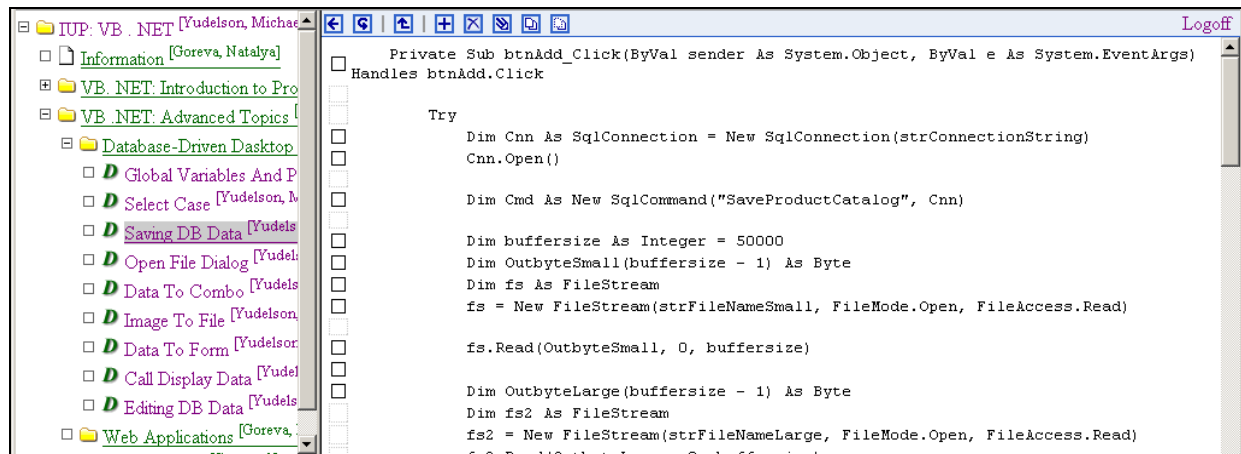 IUP: VB . NET [Yudelson, Michae
Information [Goreva, Natalya]
VB. NET: Introduction to Pro
VB .NET: Advanced Topics [
Database-Driven Dasktop
Global Variables And P
Select Case [Yudelson, M
Saving DB Data [Yudels
Open File Dialog [Yudel
Data To Combo [Yudels
Image To File [Yudelson,
Data To Form [Yudelson
Call Display Data [Yudel
Editing DB Data [Yudels
Web Applications [Goreva,
Logoff
Private Sub btnAdd_Click(ByVal sender As System.Object, ByVal e As System.EventArgs)
Handles btnAdd.Click
Try
Dim Cnn As SqlConnection = New SqlConnection(strConnectionString)
Cnn.Open()
Dim Cmd As New SqlCommand("SaveProductCatalog", Cnn)
Dim buffersize As Integer = 50000
Dim OutbyteSmall(buffersize - 1) As Byte
Dim fs As FileStream
fs = New FileStream(strFileNameSmall, FileMode.Open, FileAccess.Read)
fs.Read(OutbyteSmall, 0, buffersize)
Dim OutbyteLarge(buffersize - 1) As Byte
Dim fs2 As FileStream
fs2 = New FileStream(strFileNameLarge, FileMode.Open, FileAccess.Read)